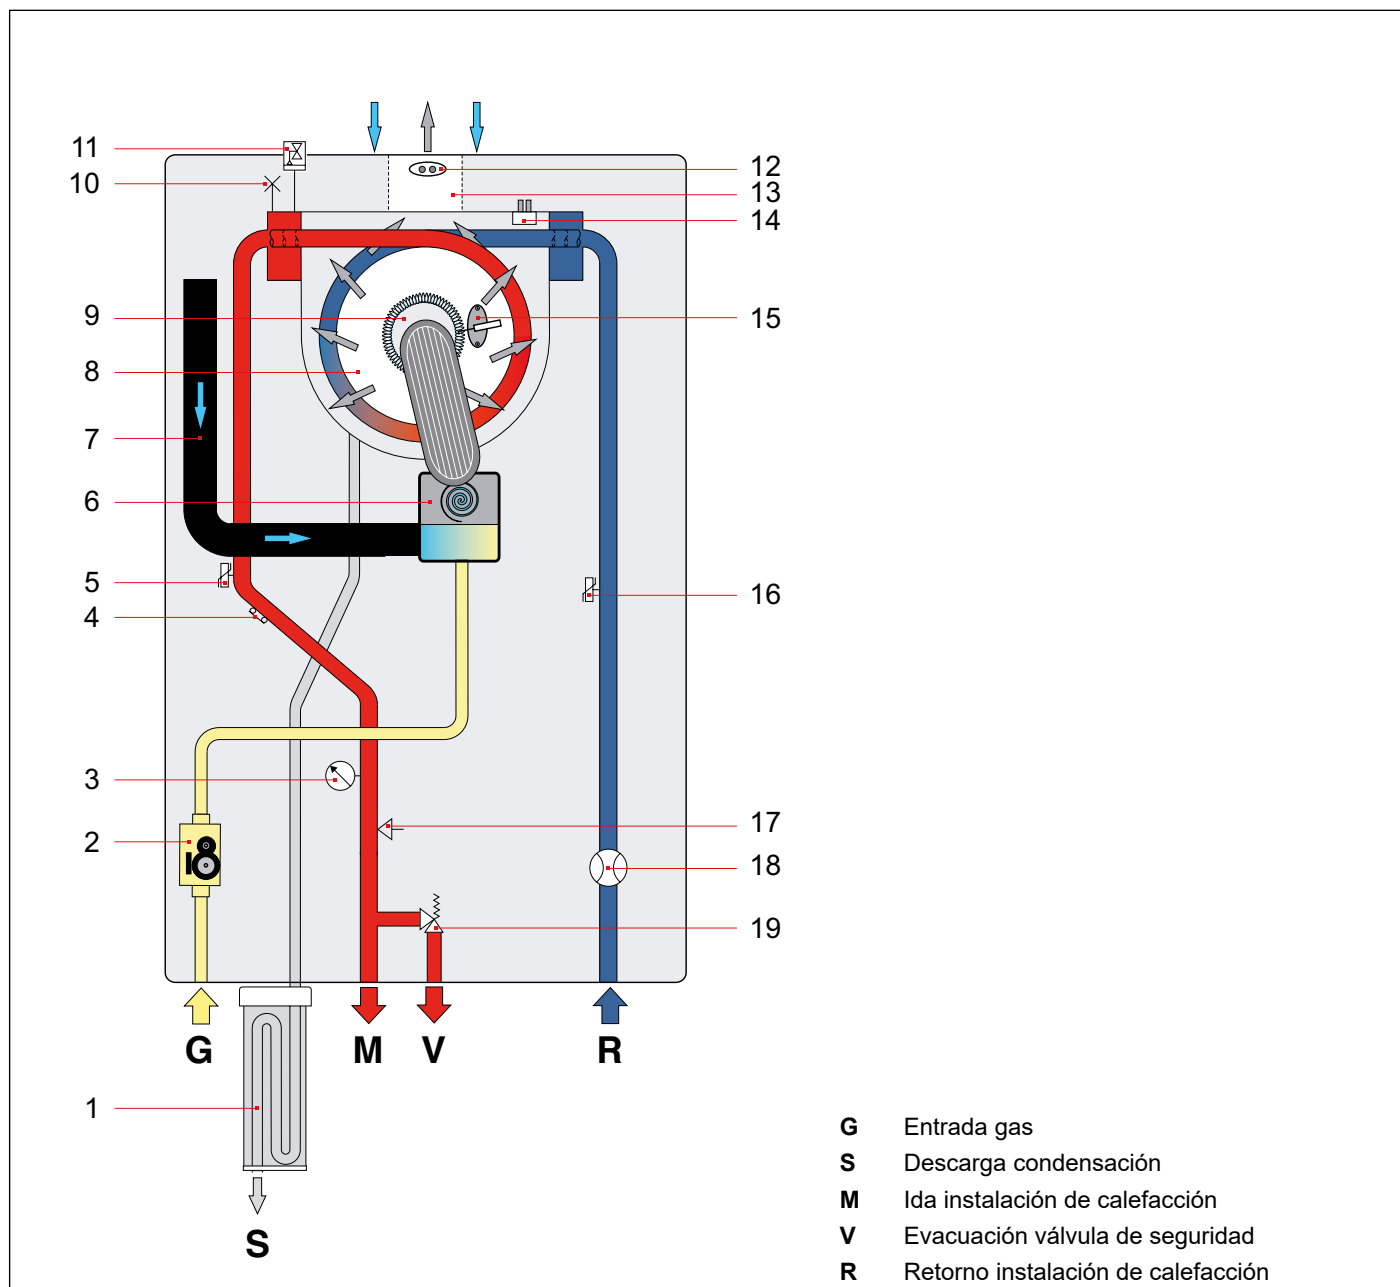 11
10
12
13
14
9
15
8
7
6
5
4
16
3
17
2
18
19
G
M
V
R
1
S
G Entrada gas
S Descarga condensación
M Ida instalación de calefacción
V Evacuación válvula de seguridad
R Retorno instalación de calefacción